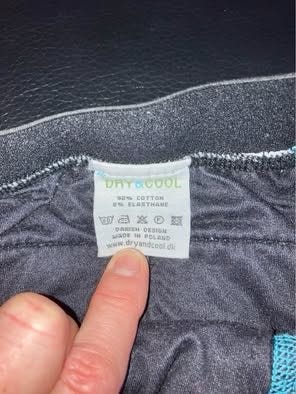 DRY&COOL
92% COTTON
8% ELASTHANE
DANISH DESIGN
MADE IN POLAND
www.dryandcool.dk